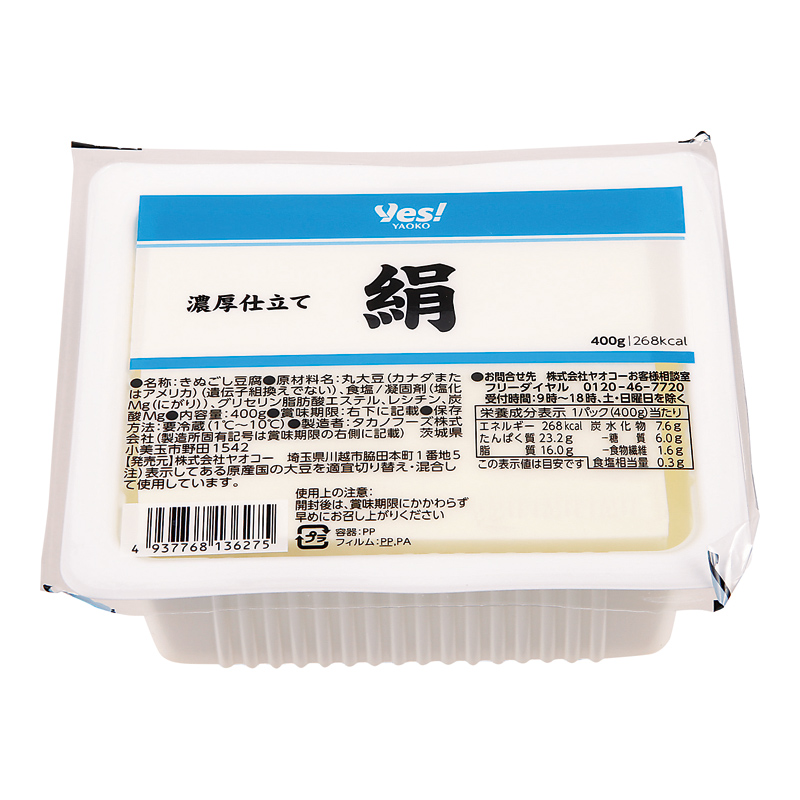 yes!
YAOKO
濃厚仕立て
絹
400g|268kcal
●名称:きぬごし豆腐●原材料名:丸大豆(カナダまた
はアメリカ)(遺伝子組換えでない)、食塩/凝固剤(塩化
Mg(にがり))、グリセリン脂肪酸エステル、レシチン、炭
酸Mg●内容量:400g●賞味期限:右下に記載●保存
方法:要冷蔵(1℃〜10℃)●製造者:タカノフーズ株式
会社(製造所固有記号は賞味期限の右側に記載) 茨城県
小美玉市野田1542
【発売元】株式会社ヤオコー 埼玉県川越市脇田本町1番地5
注)表示してある原産国の大豆を適宜切り替え・混合し
て使用しています。
●お問合せ先 株式会社ヤオコーお客様相談室
フリーダイヤル 0120-46-7720
受付時間:9時〜18時、土・日曜日を除く
栄養成分表示 1パック(400g)当たり
エネルギー 268kcal 炭水化物 7.6g
たんぱく質 23.2g −糖質 6.0g
脂質 16.0g −食物繊維 1.6g
この表示値は目安です 食塩相当量 0.3g
使用上の注意:
開封後は、賞味期限にかかわらず
早めにお召し上がりください
プラ
容器:PP
フィルム:PP,PA
4 937768 136275